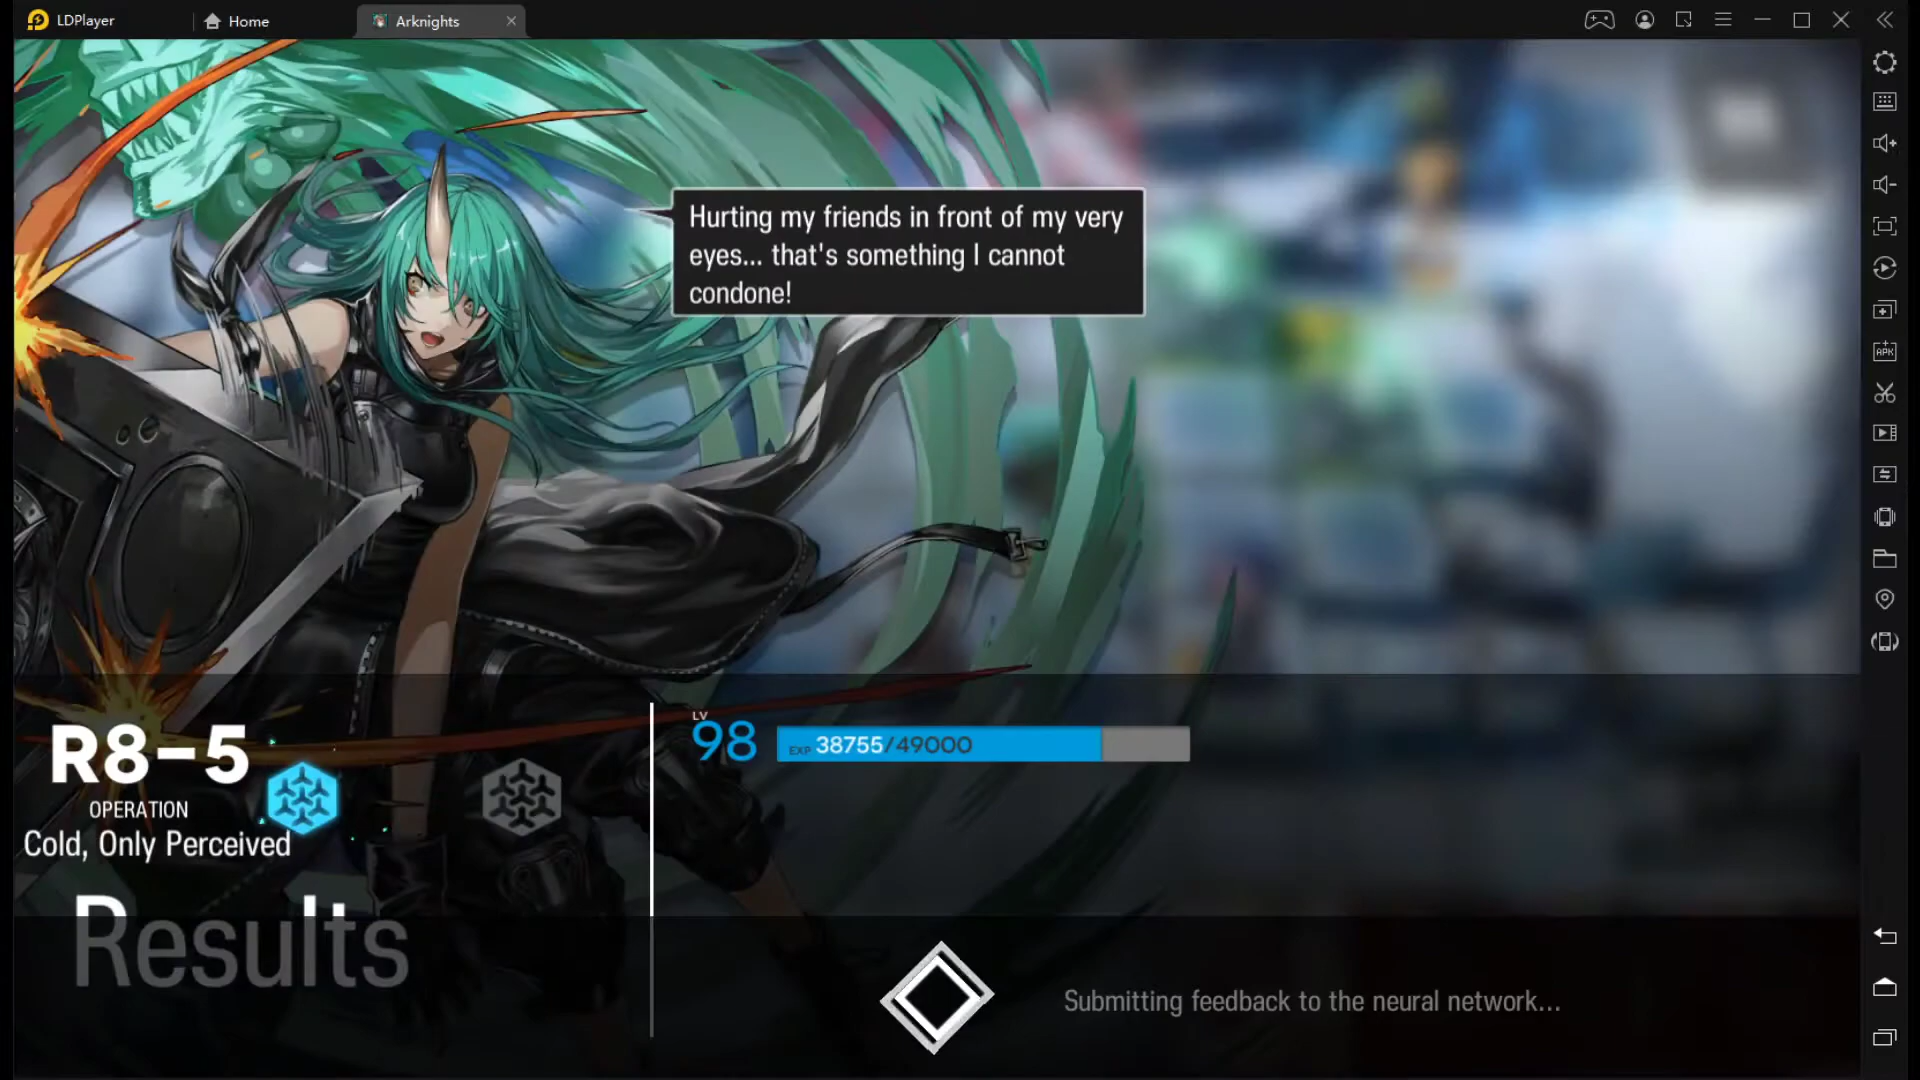 LDPlayer
Home
Arknights
Hurting my friends in front of my very
eyes... that's something I cannot
condone!
LV
98
EXP 38755/49000
R8-5
OPERATION
Cold, Only Perceived
Results
Submitting feedback to the neural network...
APK